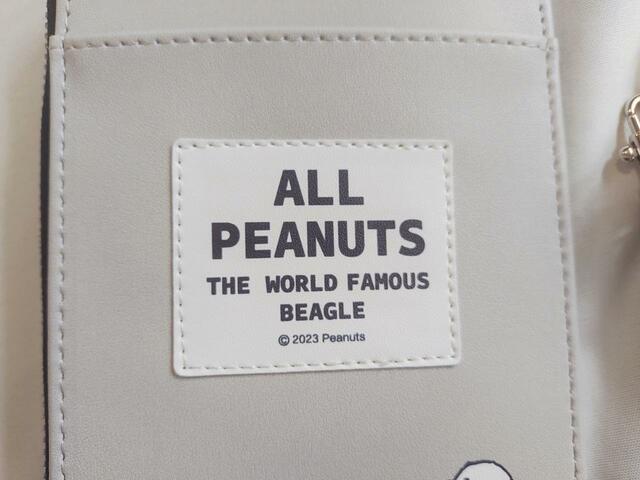 ALL
PEANUTS
THE WORLD FAMOUS
BEAGLE
© 2023 Peanuts